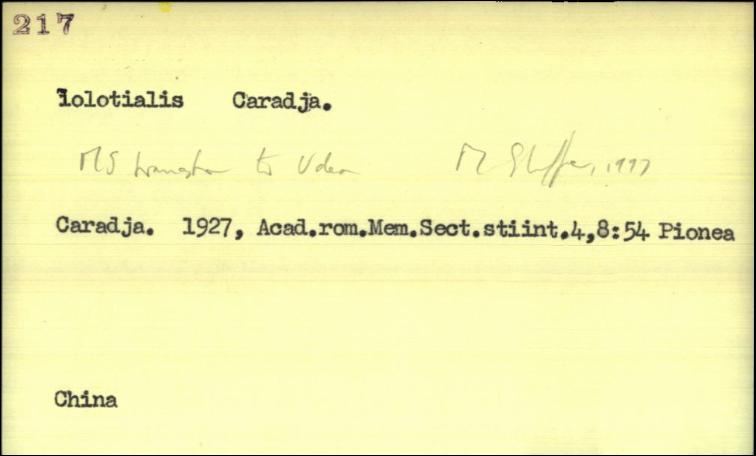 217
lolotialis Caradja.
MS transfer to Udea M Shaffer, 1997
Caradja. 1927, Acad.rom.Mem.Sect.stiint.4,8:54 Pionea
China